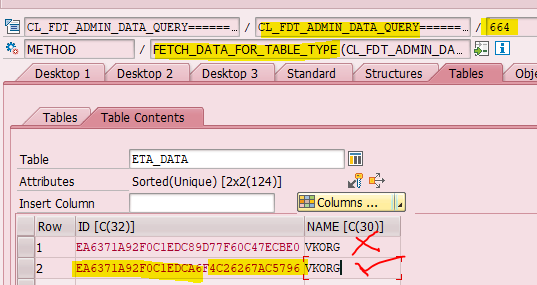 CL_FDT_ADMIN_DATA_QUERY====== ... / CL_FDT_ADMIN_DATA_QUERY====== ... / 664
METHOD / FETCH_DATA_FOR_TABLE_TYPE (CL_FDT_ADMIN_DA...
Desktop 1 Desktop 2 Desktop 3 Standard Structures Tables Obje
Tables Table Contents
Table ETA_DATA
Attributes Sorted(Unique) [2x2(124)]
Insert Column Columns ...
Row ID [C(32)] NAME [C(30)]
1 EA6371A92F0C1EDC89D77F60C47ECBE0 VKORG
2 EA6371A92F0C1EDCA6F4C26267AC5796 VKORG